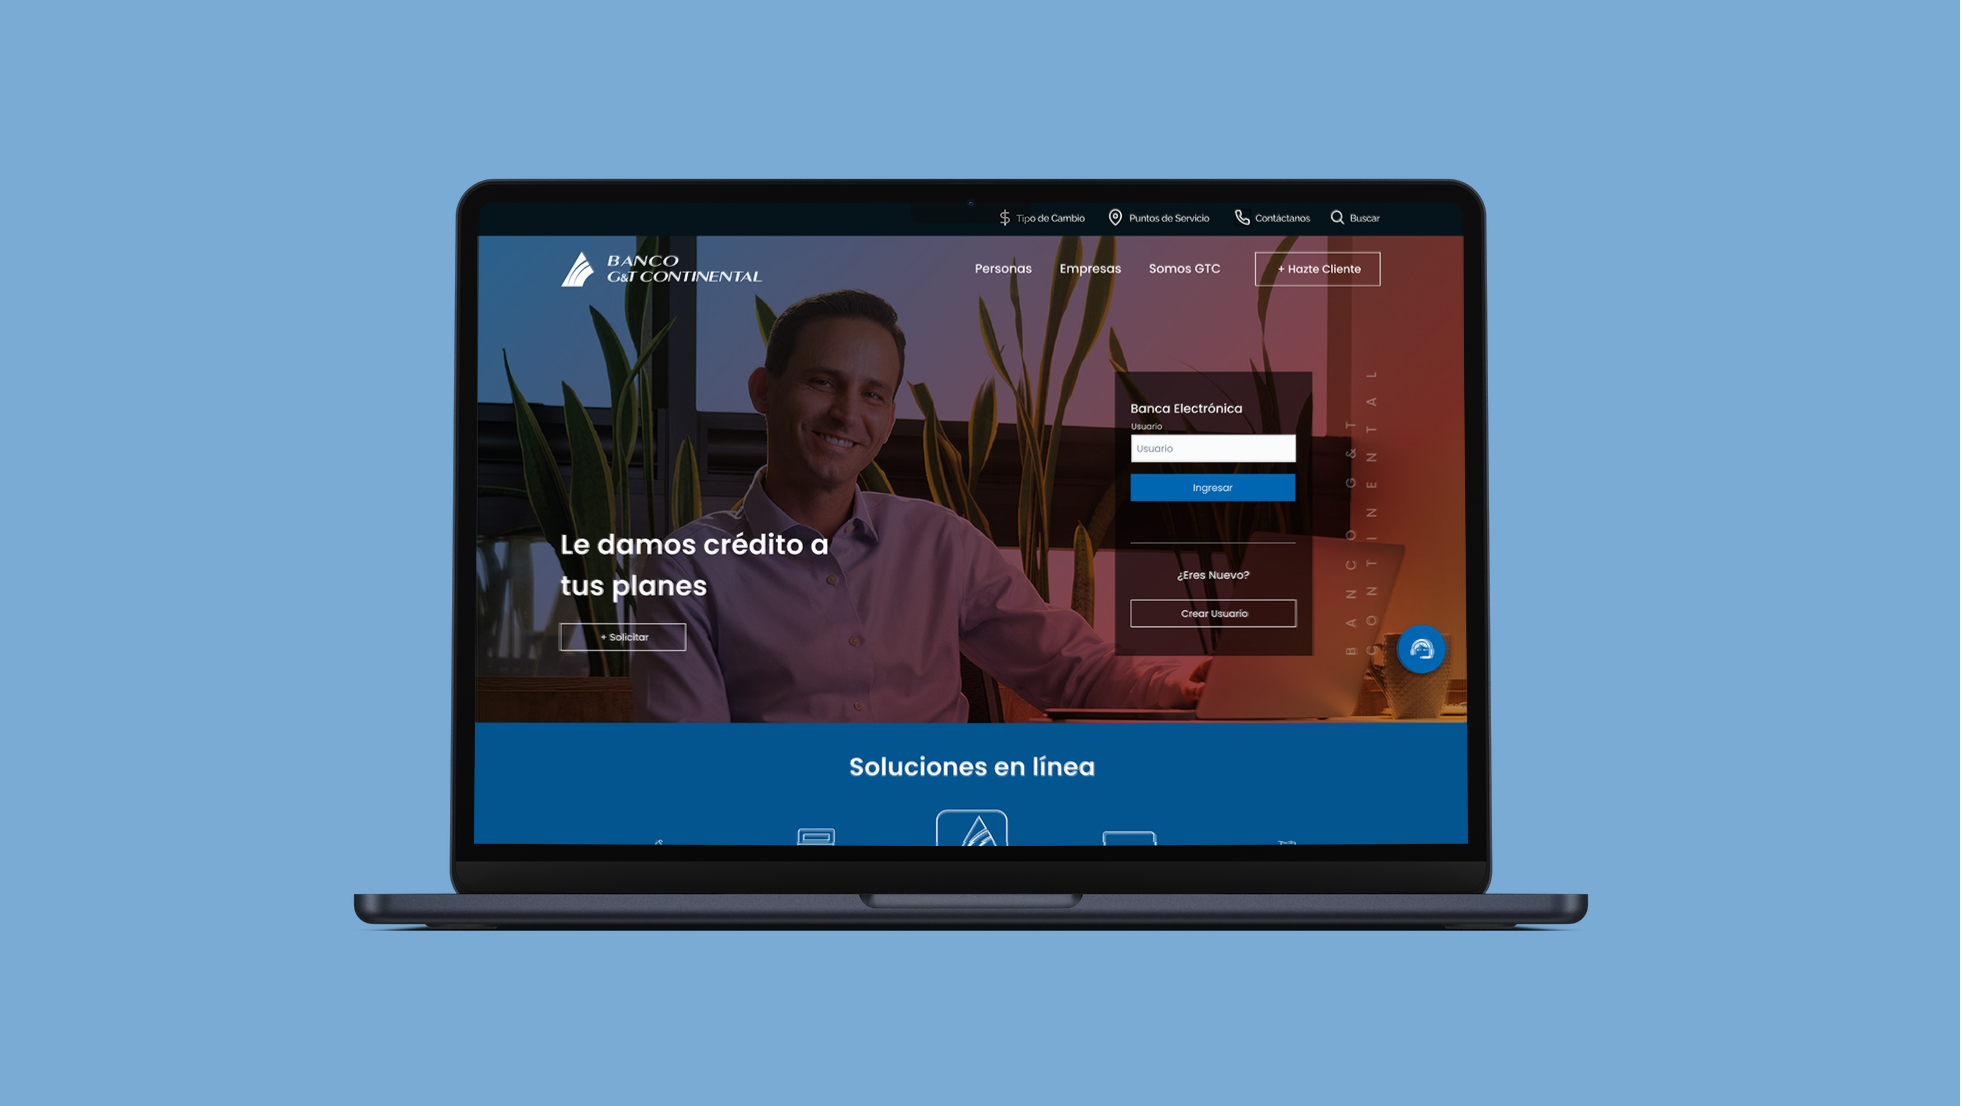 Tipo de Cambio
Puntos de Servicio
Contáctanos
Buscar
BANCO
G&T CONTINENTAL
Personas
Empresas
Somos GTC
+ Hazte Cliente
Le damos crédito a
tus planes
+ Solicitar
Banca Electrónica
Usuario
Usuario
Ingresar
¿Eres Nuevo?
Crear Usuario
BANCO G&T
CONTINENTAL
Soluciones en línea